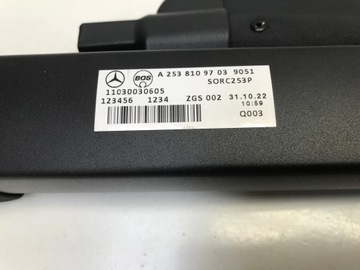 BOS A 253 810 97 03 9051
SORC253P
11030030605
123456 1234 ZGS 002 31.10.22
10:59
Q003